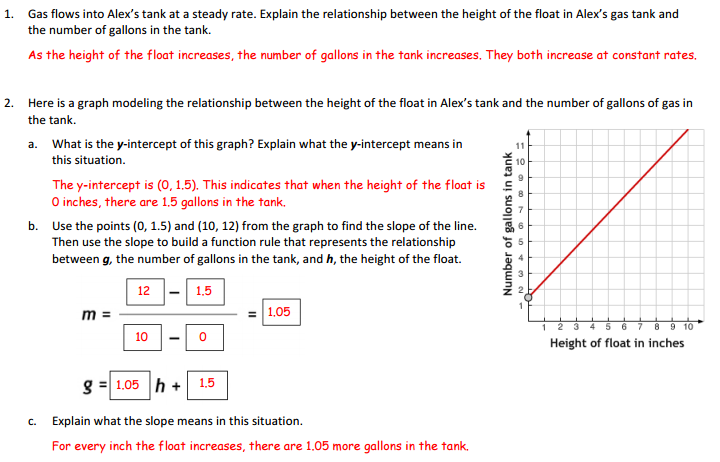 1. Gas flows into Alex's tank at a steady rate. Explain the relationship between the height of the float in Alex's gas tank and
the number of gallons in the tank.
As the height of the float increases, the number of gallons in the tank increases. They both increase at constant rates.
2. Here is a graph modeling the relationship between the height of the float in Alex's tank and the number of gallons of gas in
the tank.
a. What is the y-intercept of this graph? Explain what the y-intercept means in
this situation.
The y-intercept is (0, 1.5). This indicates that when the height of the float is
0 inches, there are 1.5 gallons in the tank.
b. Use the points (0, 1.5) and (10, 12) from the graph to find the slope of the line.
Then use the slope to build a function rule that represents the relationship
between g, the number of gallons in the tank, and h, the height of the float.
12 − 1.5
m = = 1.05
10 − 0
g = 1.05 h + 1.5
c. Explain what the slope means in this situation.
For every inch the float increases, there are 1.05 more gallons in the tank.
Number of gallons in tank
11
10
9
8
7
6
5
4
3
2
1
1 2 3 4 5 6 7 8 9 10
Height of float in inches